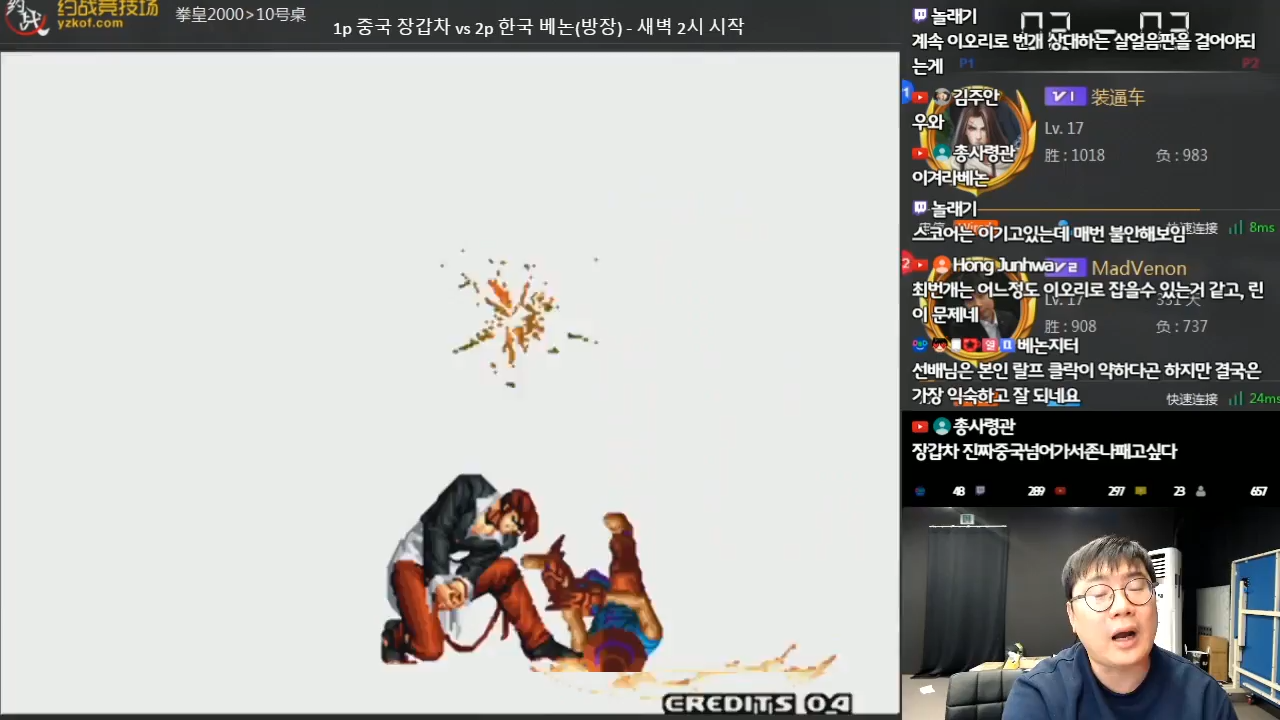 约战竞技场
yzkof.com
拳皇2000>10号桌
1p 중국 장갑차 vs 2p 한국 베논(방장) - 새벽 2시 시작
놀래기
계속 이오리로 번개 상대하는 살얼음판을 걸어야되
는게
P1
P2
1
김주안
우와
V 1
装逼车
Lv. 17
총사령관
이겨라베논
胜 : 1018
负 : 983
놀래기
스코어는 이기고있는데 매번 불안해보임
快速连接
8ms
2
Hong Junhwa
V 2
MadVenon
최번개는 어느정도 이오리로 잡을수 있는거 같고, 린
이 문제네
Lv. 17
胜 : 908
负 : 737
베논지터
선배님은 본인 랄프 클락이 약하다곤 하지만 결국은
가장 익숙하고 잘 되네요
快速连接
24ms
총사령관
장갑차 진짜중국넘어가서존나패고싶다
48
289
297
23
657
CREDITS 04